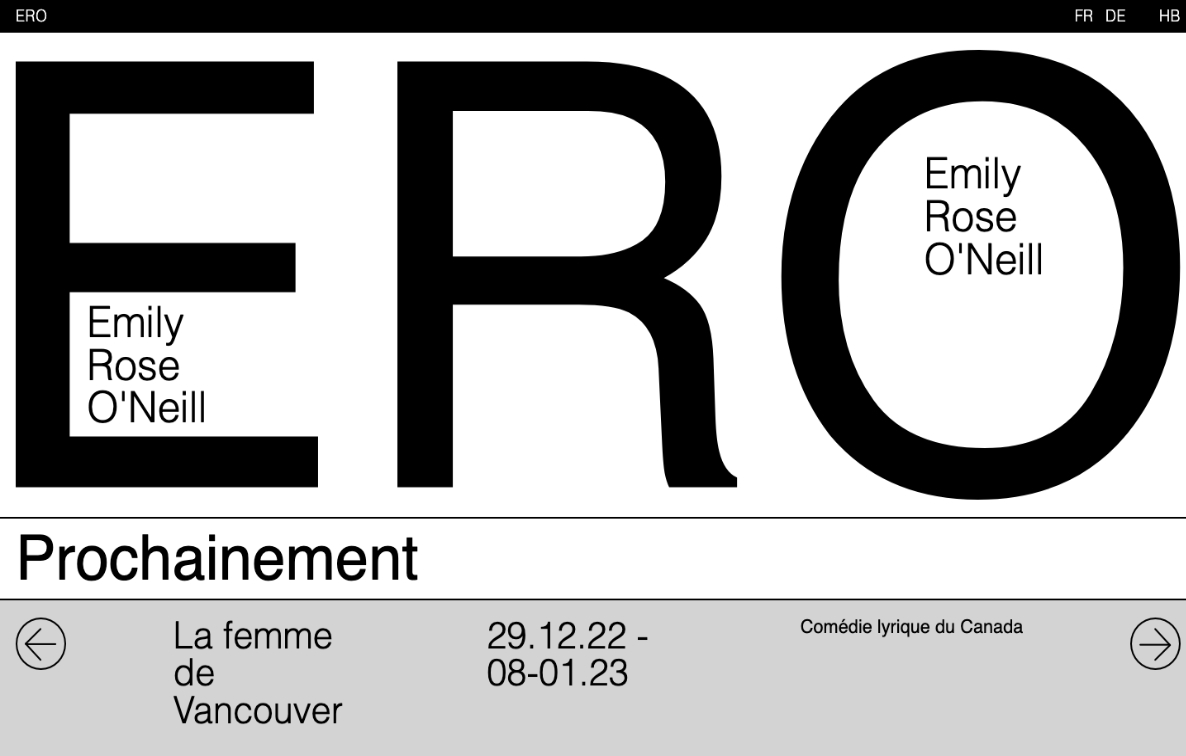 ERO
FR DE HB
ERO
Emily
Rose
O'Neill
Emily
Rose
O'Neill
Prochainement
La femme
de
Vancouver
29.12.22 -
08-01.23
Comédie lyrique du Canada